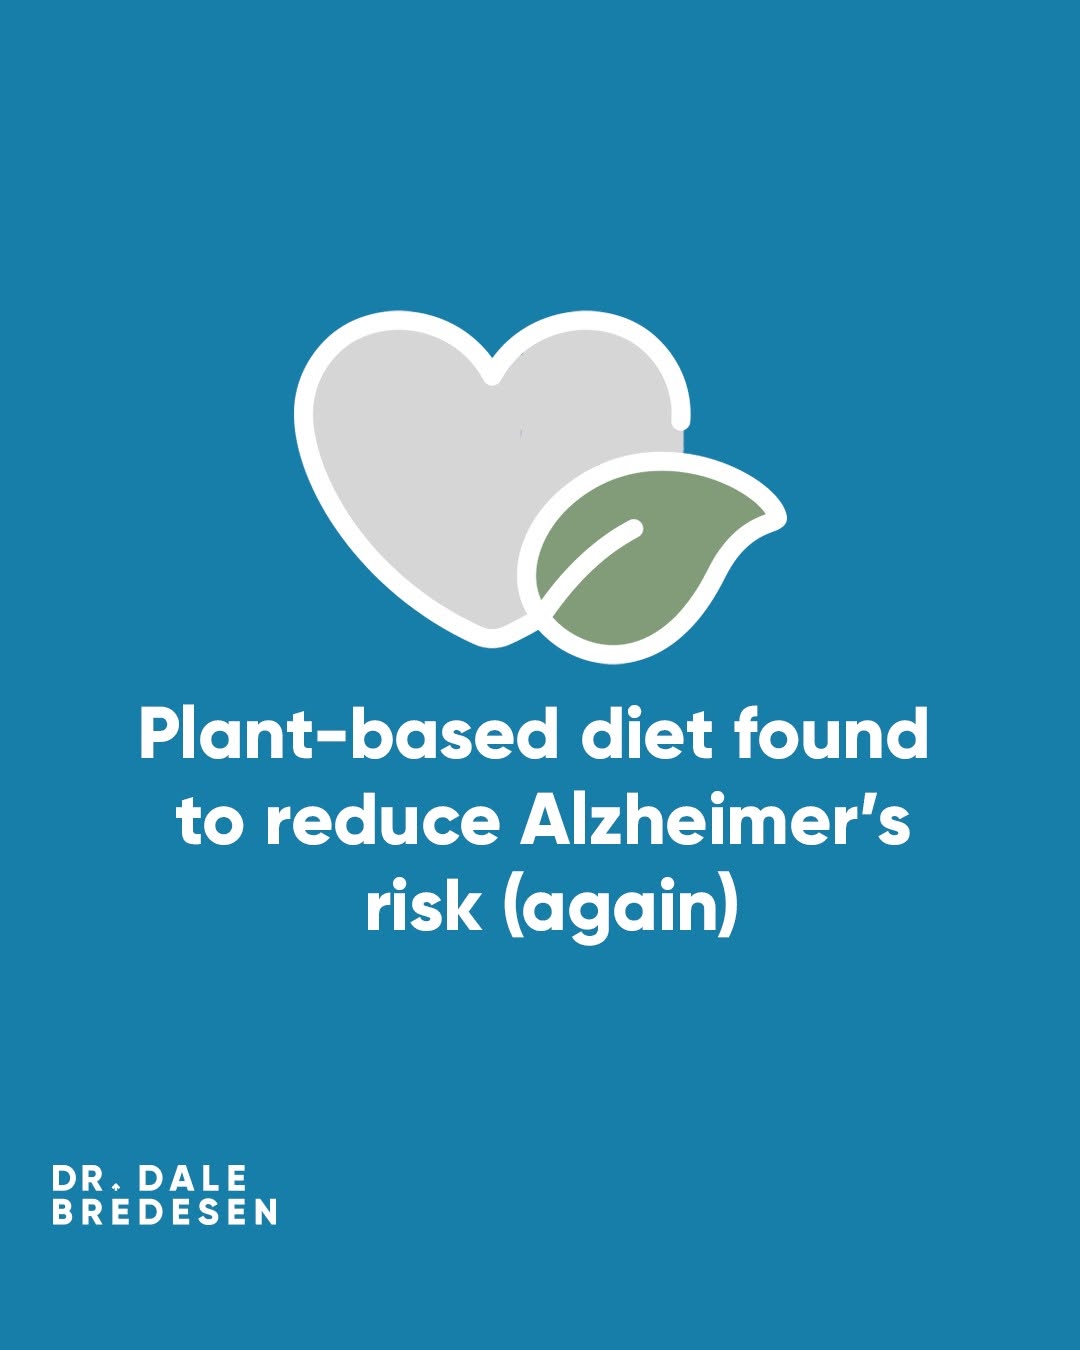 Plant-based diet found
to reduce Alzheimer’s
risk (again)
DR. DALE
BREDESEN